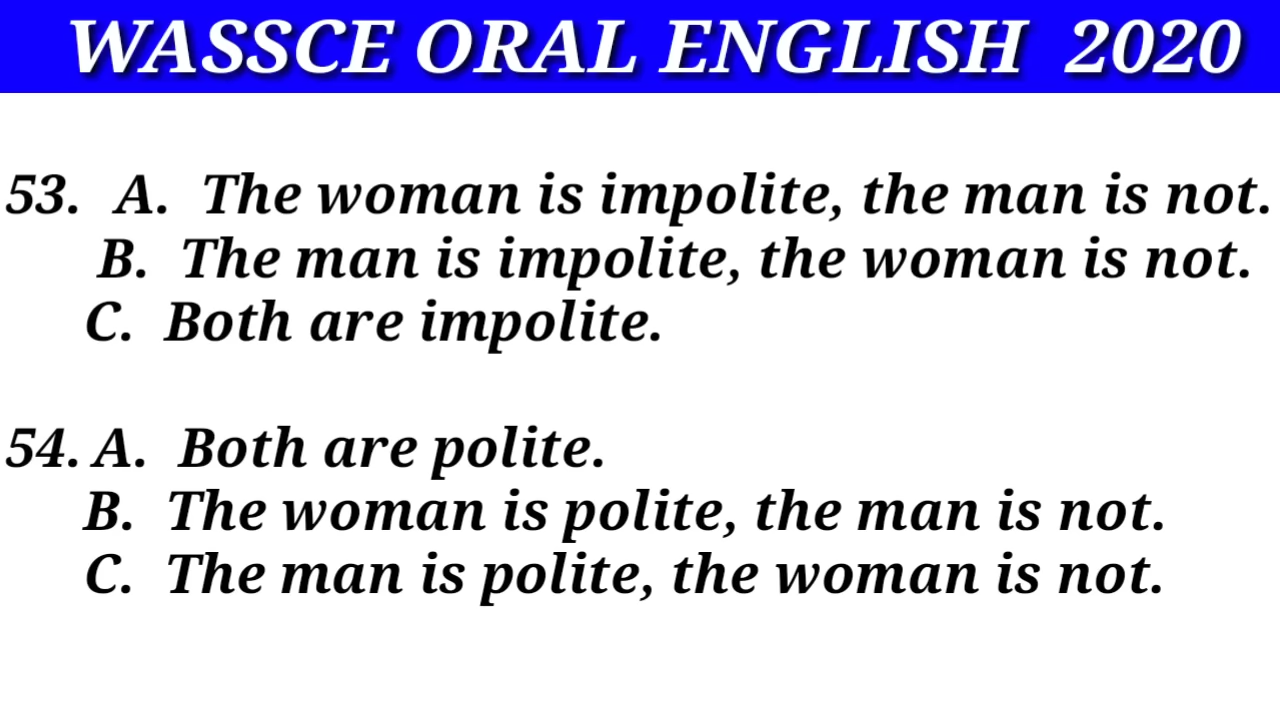 WASSCE ORAL ENGLISH 2020
53. A. The woman is impolite, the man is not.
B. The man is impolite, the woman is not.
C. Both are impolite.
54. A. Both are polite.
B. The woman is polite, the man is not.
C. The man is polite, the woman is not.